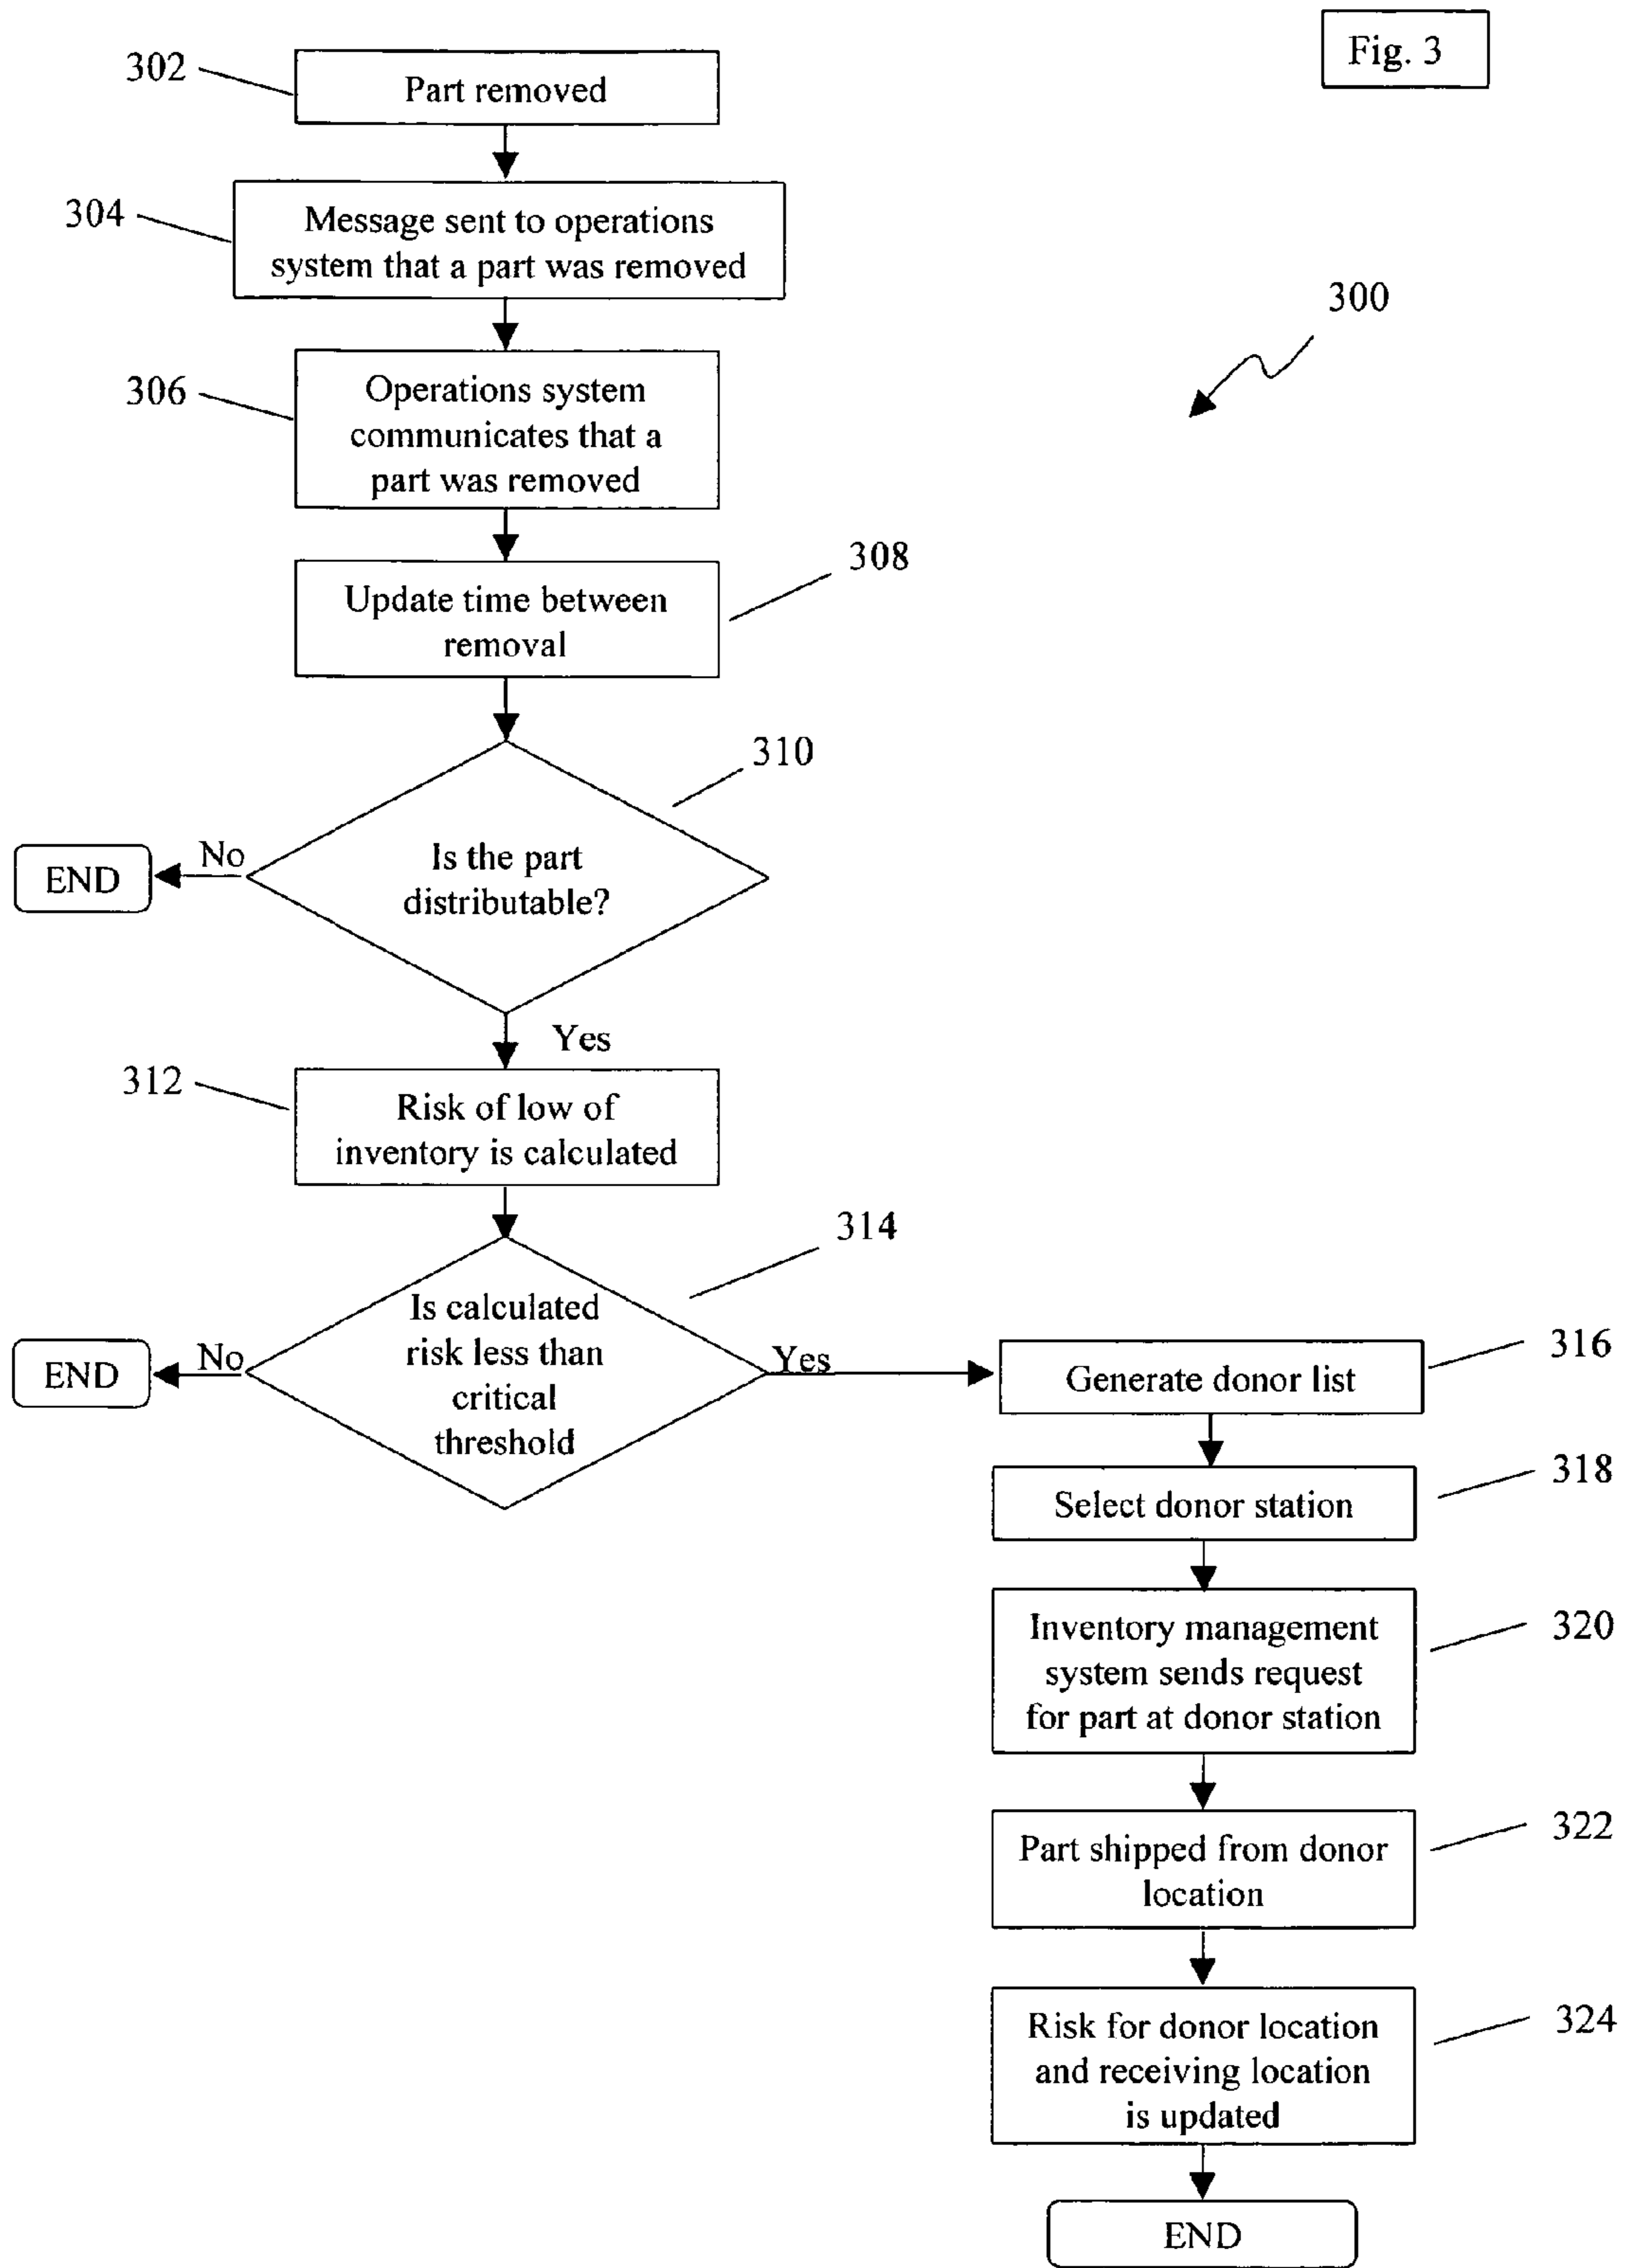 Fig. 3
302
Part removed
304
Message sent to operations
system that a part was removed
300
306
Operations system
communicates that a
part was removed
308
Update time between
removal
310
Is the part
distributable?
No
END
Yes
312
Risk of low of
inventory is calculated
314
Is calculated
risk less than
critical
threshold
No
END
Yes
316
Generate donor list
318
Select donor station
320
Inventory management
system sends request
for part at donor station
322
Part shipped from donor
location
324
Risk for donor location
and receiving location
is updated
END